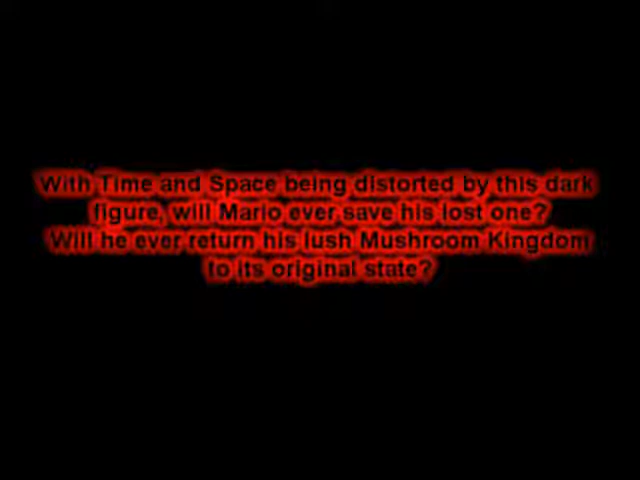 With Time and Space being distorted by this dark
figure, will Mario ever save his lost one?
Will he ever return his lush Mushroom Kingdom
to its original state?